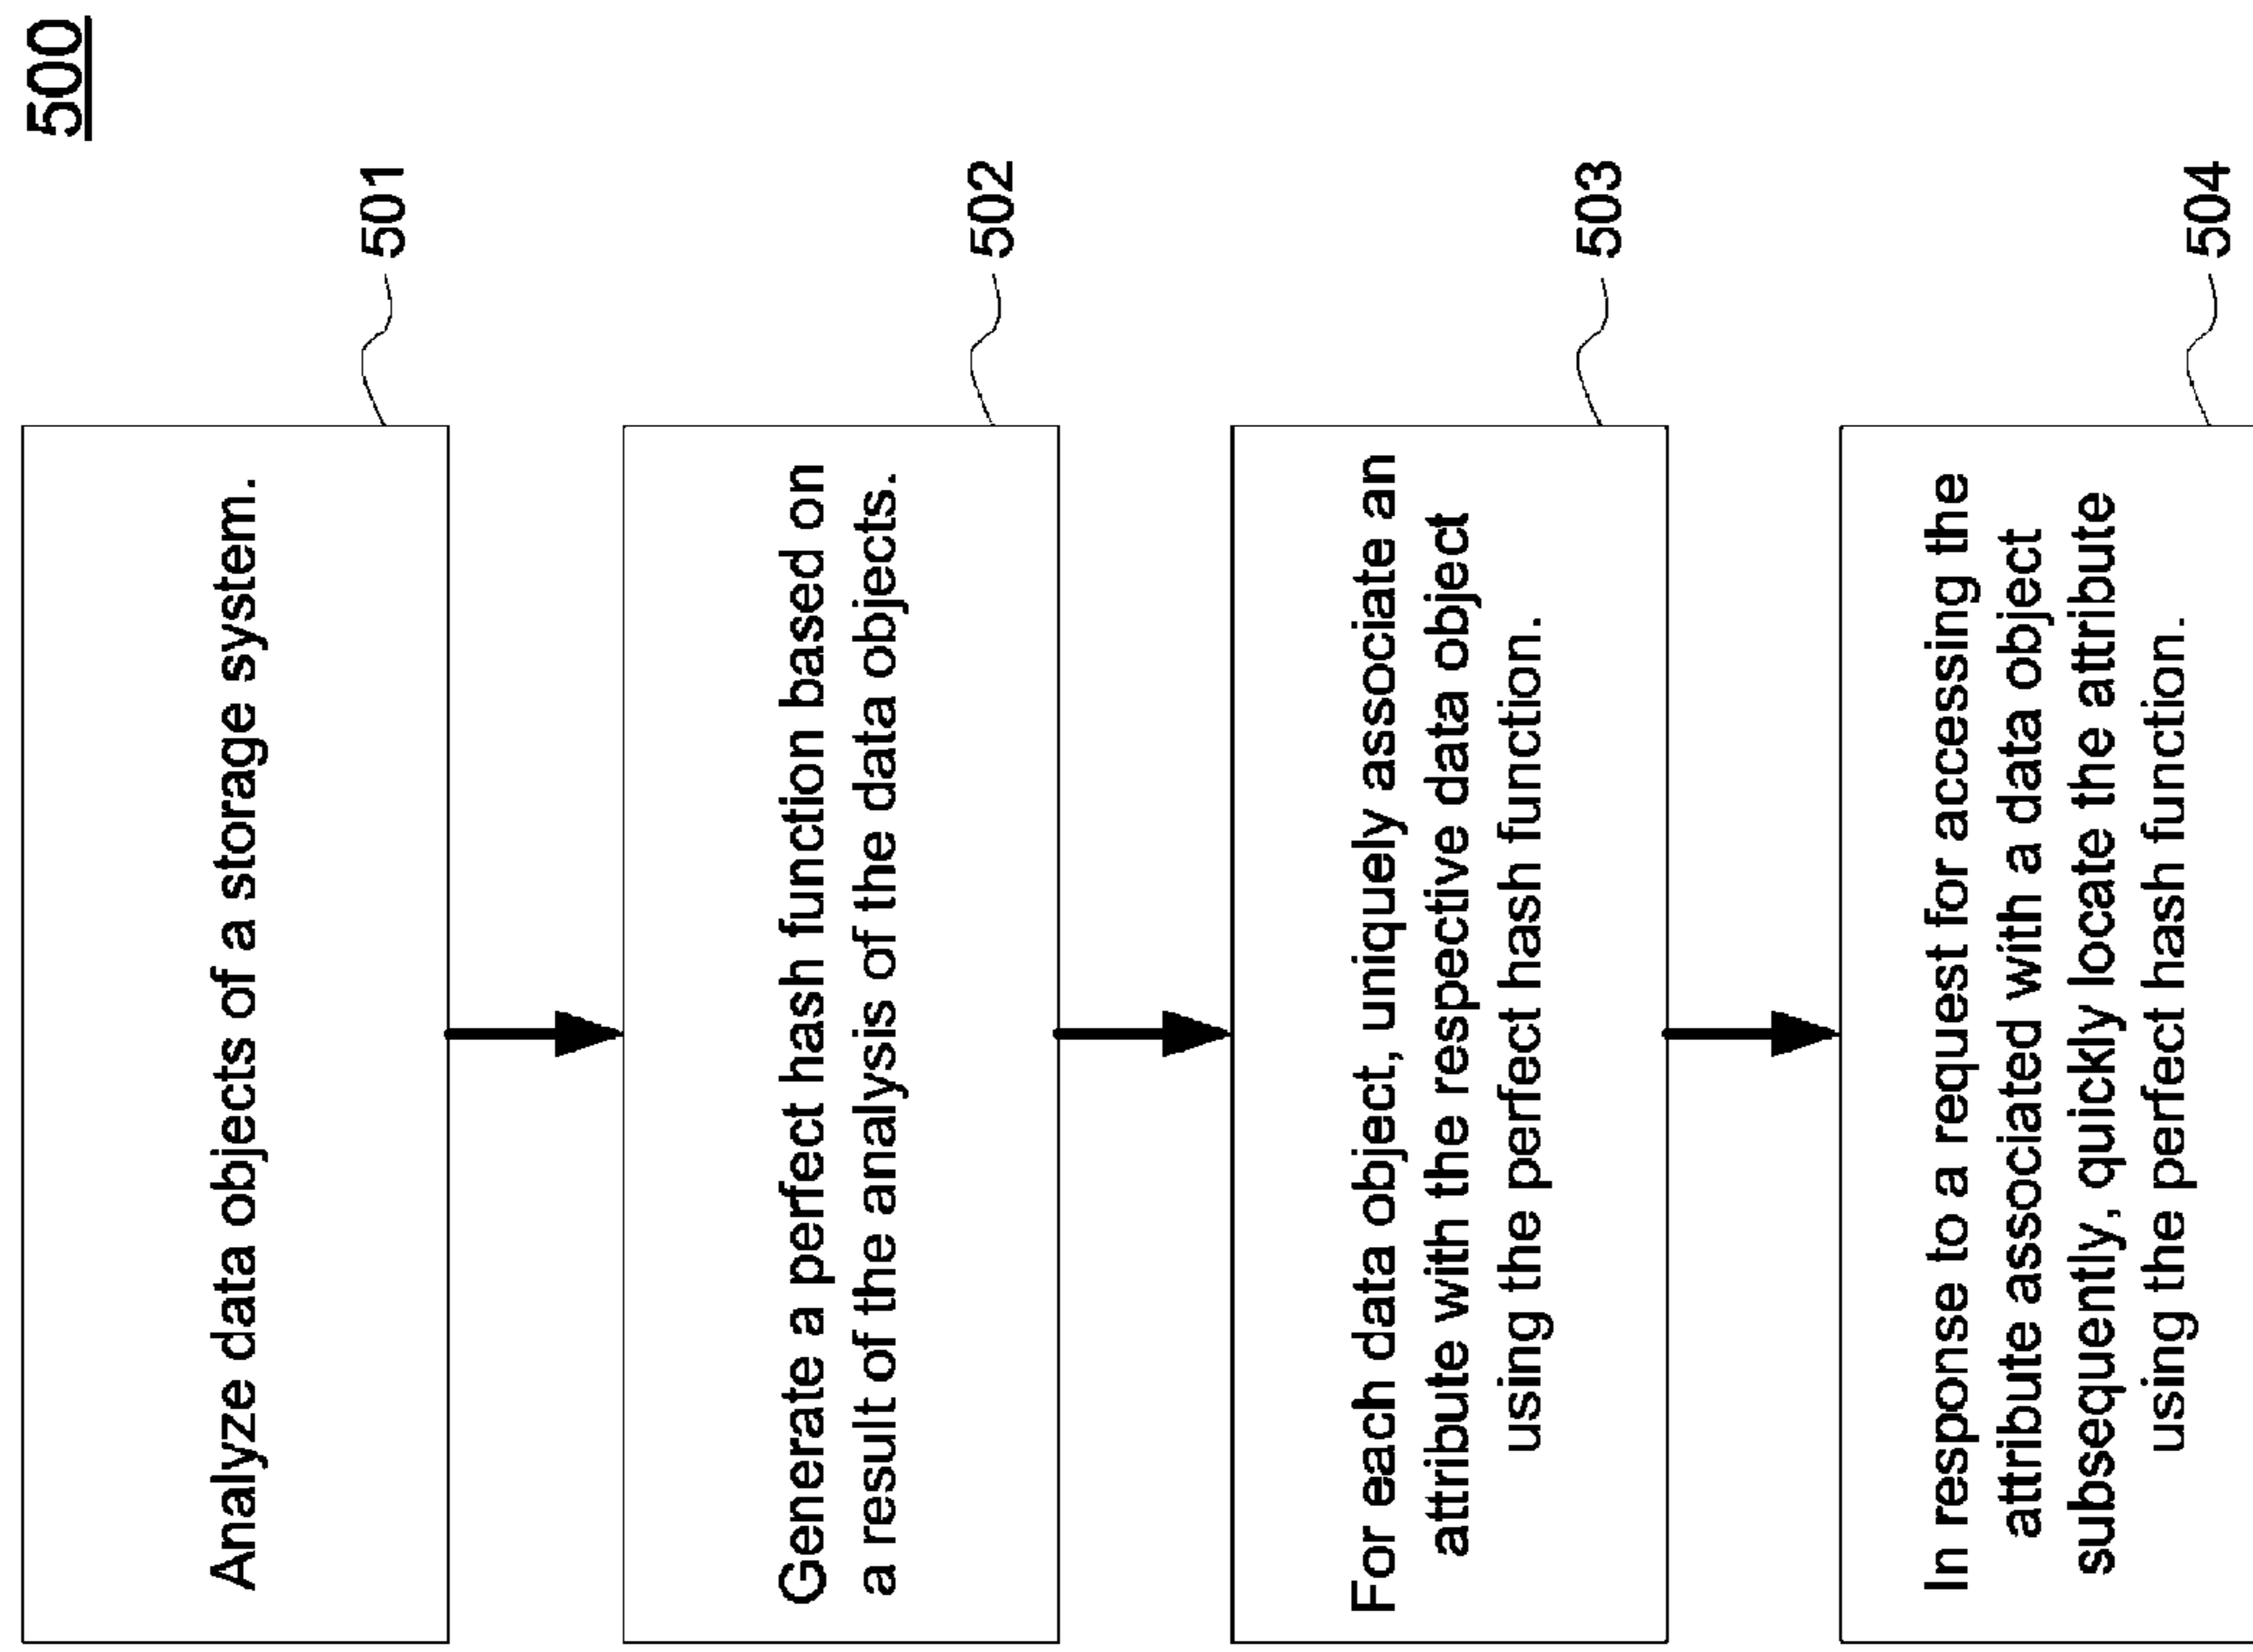 500
Analyze data objects of a storage system.
501
Generate a perfect hash function based on
a result of the analysis of the data objects.
502
For each data object, uniquely associate an
attribute with the respective data object
using the perfect hash function.
503
In response to a request for accessing the
attribute associated with a data object
subsequently, quickly locate the attribute
using the perfect hash function.
504